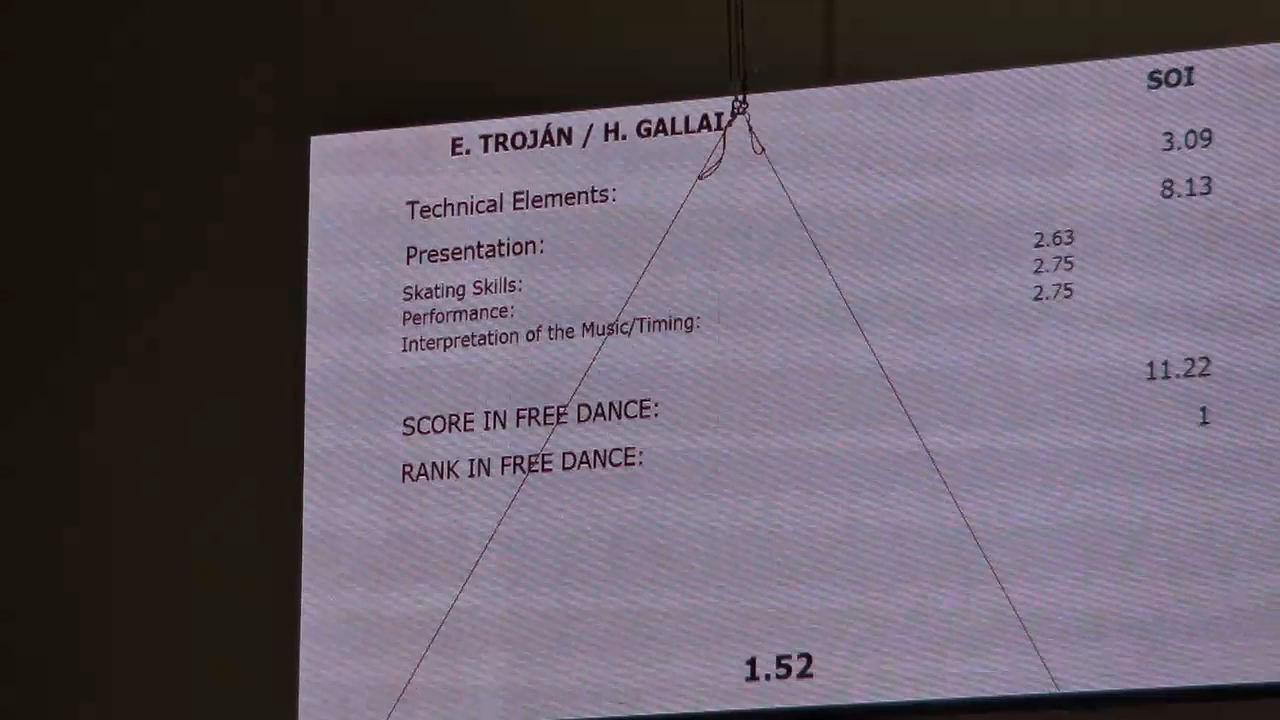 E. TROJÁN / H. GALLAI SOI
Technical Elements: 3.09
Presentation: 8.13
Skating Skills: 2.63
Performance: 2.75
Interpretation of the Music/Timing: 2.75
SCORE IN FREE DANCE: 11.22
RANK IN FREE DANCE: 1
1.52